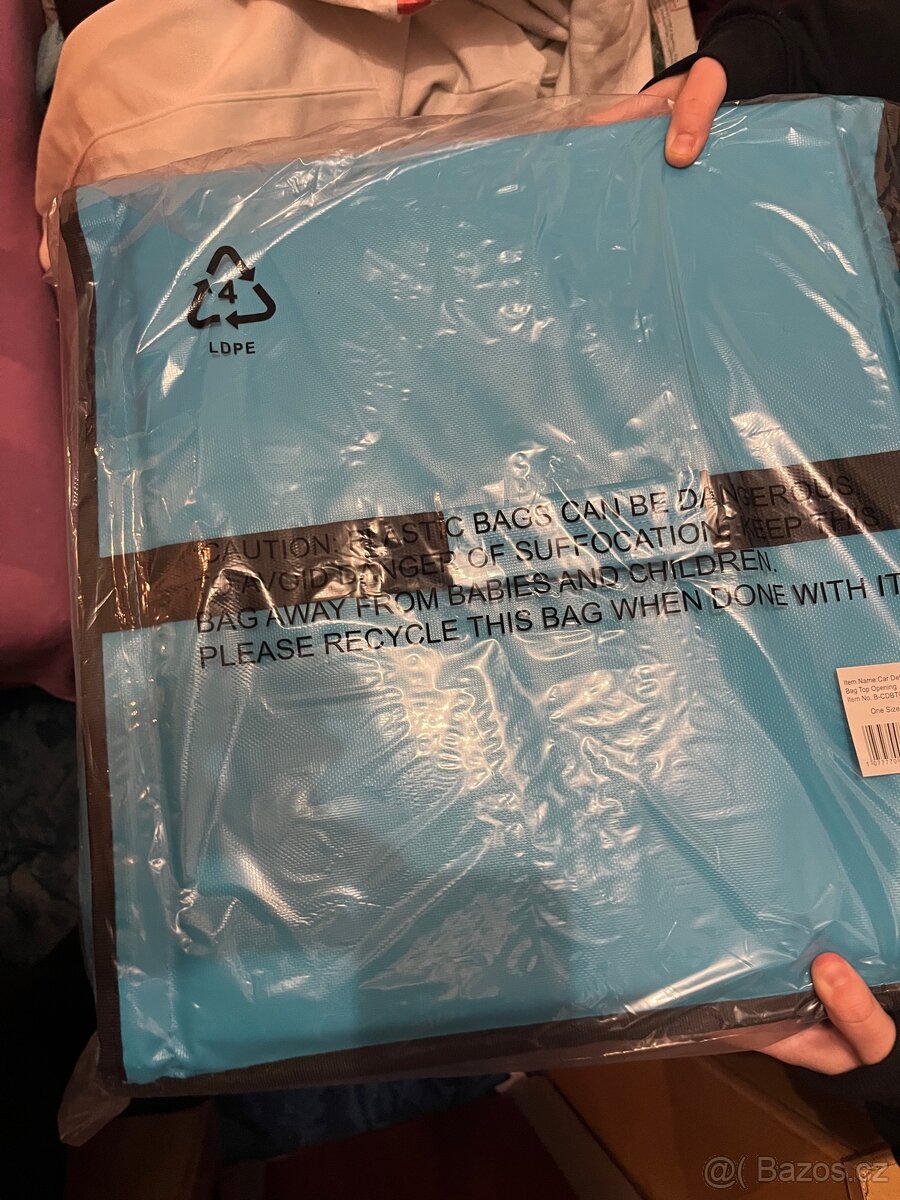 4
LDPE
CAUTION: PLASTIC BAGS CAN BE DANGEROUS.
TO AVOID DANGER OF SUFFOCATION, KEEP THIS
BAG AWAY FROM BABIES AND CHILDREN.
PLEASE RECYCLE THIS BAG WHEN DONE WITH IT
Item Name:Car Del
Bag Top Opening
Item No.:B-CDBT
One Size
@( Bazos.cz